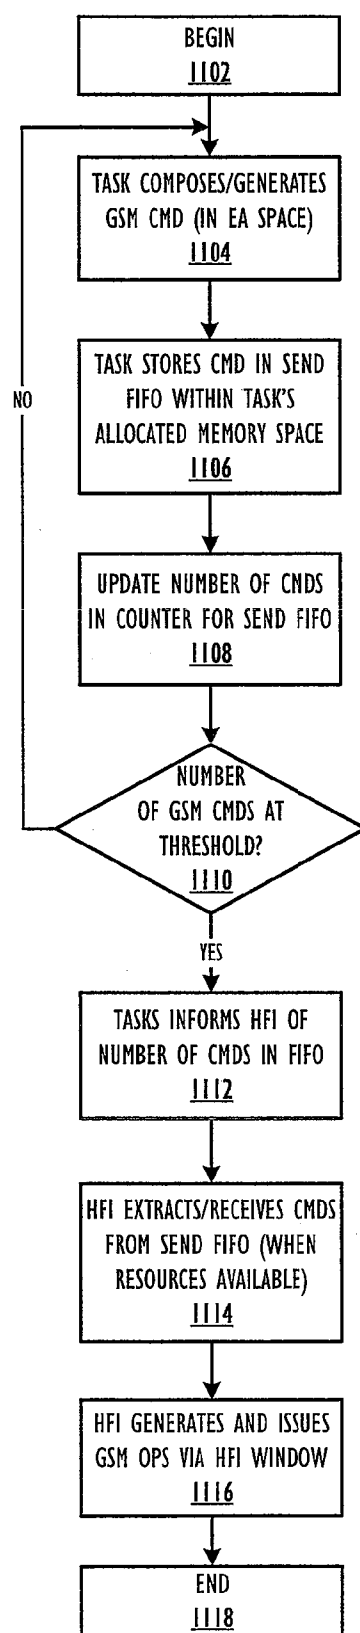 BEGIN
1102
TASK COMPOSES/GENERATES
GSM CMD (IN EA SPACE)
1104
TASK STORES CMD IN SEND
FIFO WITHIN TASK'S
ALLOCATED MEMORY SPACE
1106
NO
UPDATE NUMBER OF CMDS
IN COUNTER FOR SEND FIFO
1108
NUMBER
OF GSM CMDS AT
THRESHOLD?
1110
YES
TASKS INFORMS HFI OF
NUMBER OF CMDS IN FIFO
1112
HFI EXTRACTS/RECEIVES CMDS
FROM SEND FIFO (WHEN
RESOURCES AVAILABLE)
1114
HFI GENERATES AND ISSUES
GSM OPS VIA HFI WINDOW
1116
END
1118